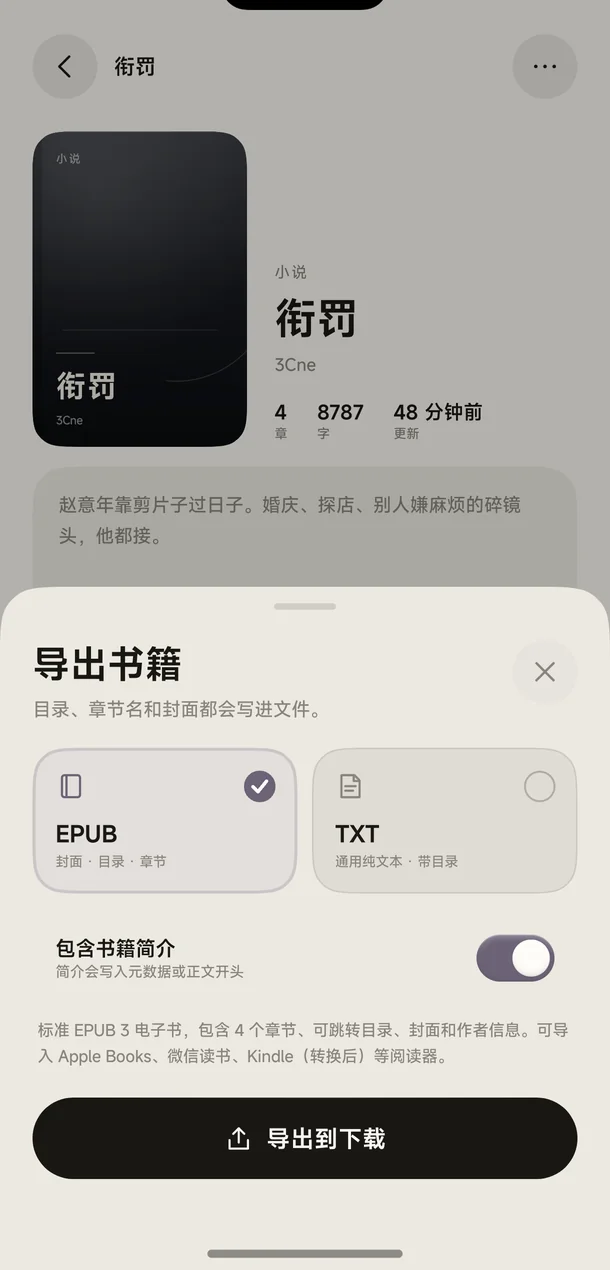 衔罚
小说
衔罚
3Cne
小说
衔罚
3Cne
4 8787 48 分钟前
章 字 更新
赵意年靠剪片子过日子。婚庆、探店、别人嫌麻烦的碎镜
头，他都接。
导出书籍
目录、章节名和封面都会写进文件。
EPUB
封面 · 目录 · 章节
TXT
通用纯文本 · 带目录
包含书籍简介
简介会写入元数据或正文开头
标准 EPUB 3 电子书，包含 4 个章节、可跳转目录、封面和作者信息。可导
入 Apple Books、微信读书、Kindle（转换后）等阅读器。
导出到下载